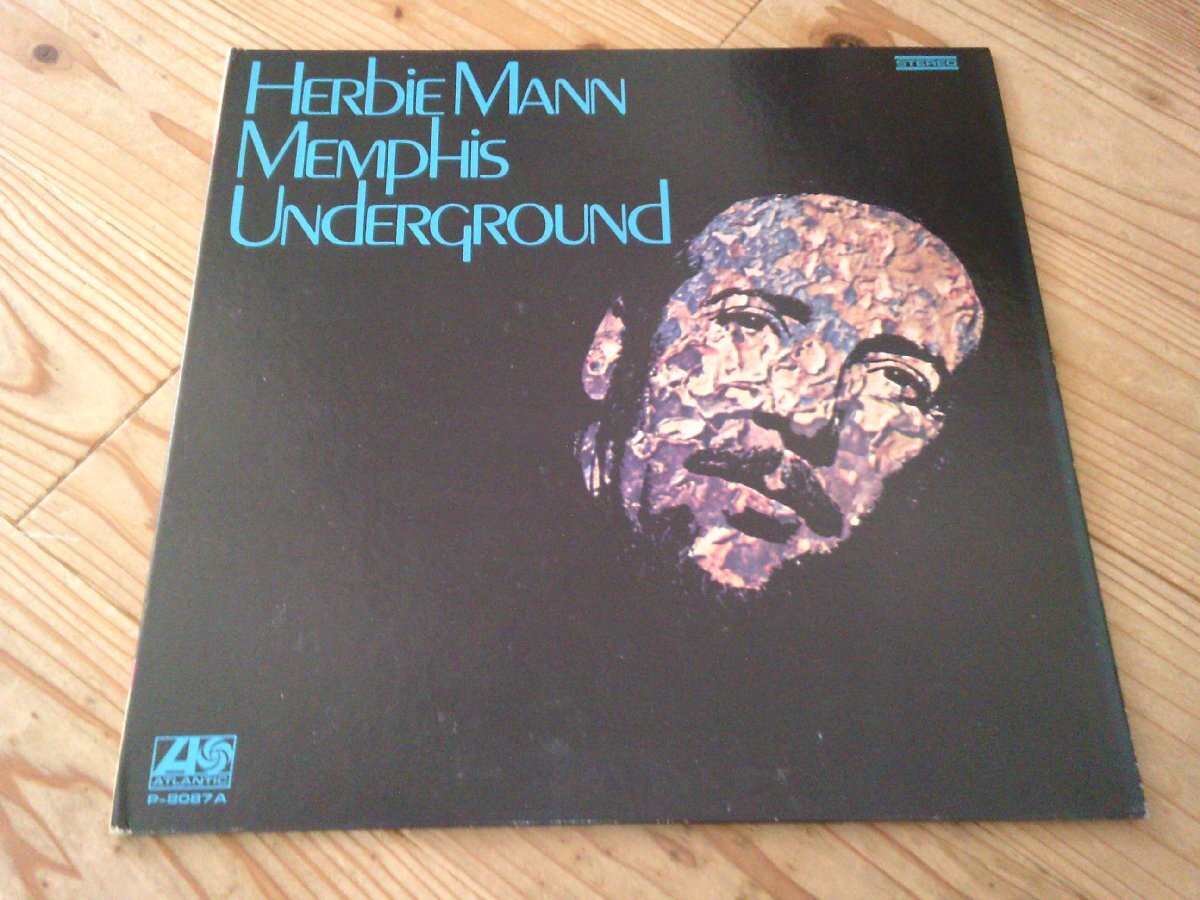 STEREO
HERbiE MANN
MEMPHis
UNdERGROUNd
ATLANTIC
P-8087A